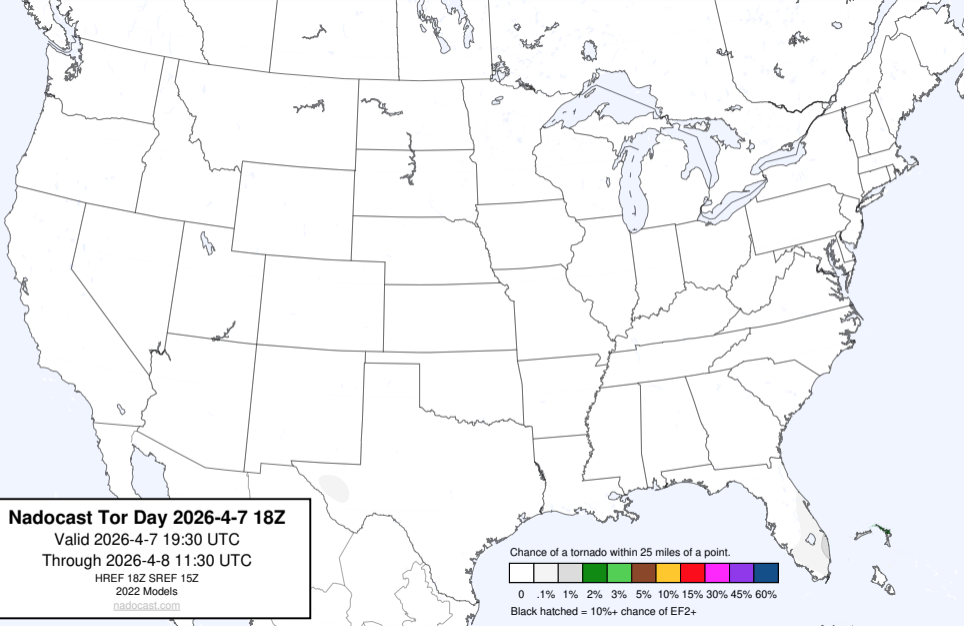 Nadocast Tor Day 2026-4-7 18Z
Valid 2026-4-7 19:30 UTC
Through 2026-4-8 11:30 UTC
HREF 18Z SREF 15Z
2022 Models
nadocast.com
Chance of a tornado within 25 miles of a point.
0 .1% 1% 2% 3% 5% 10% 15% 30% 45% 60%
Black hatched = 10%+ chance of EF2+